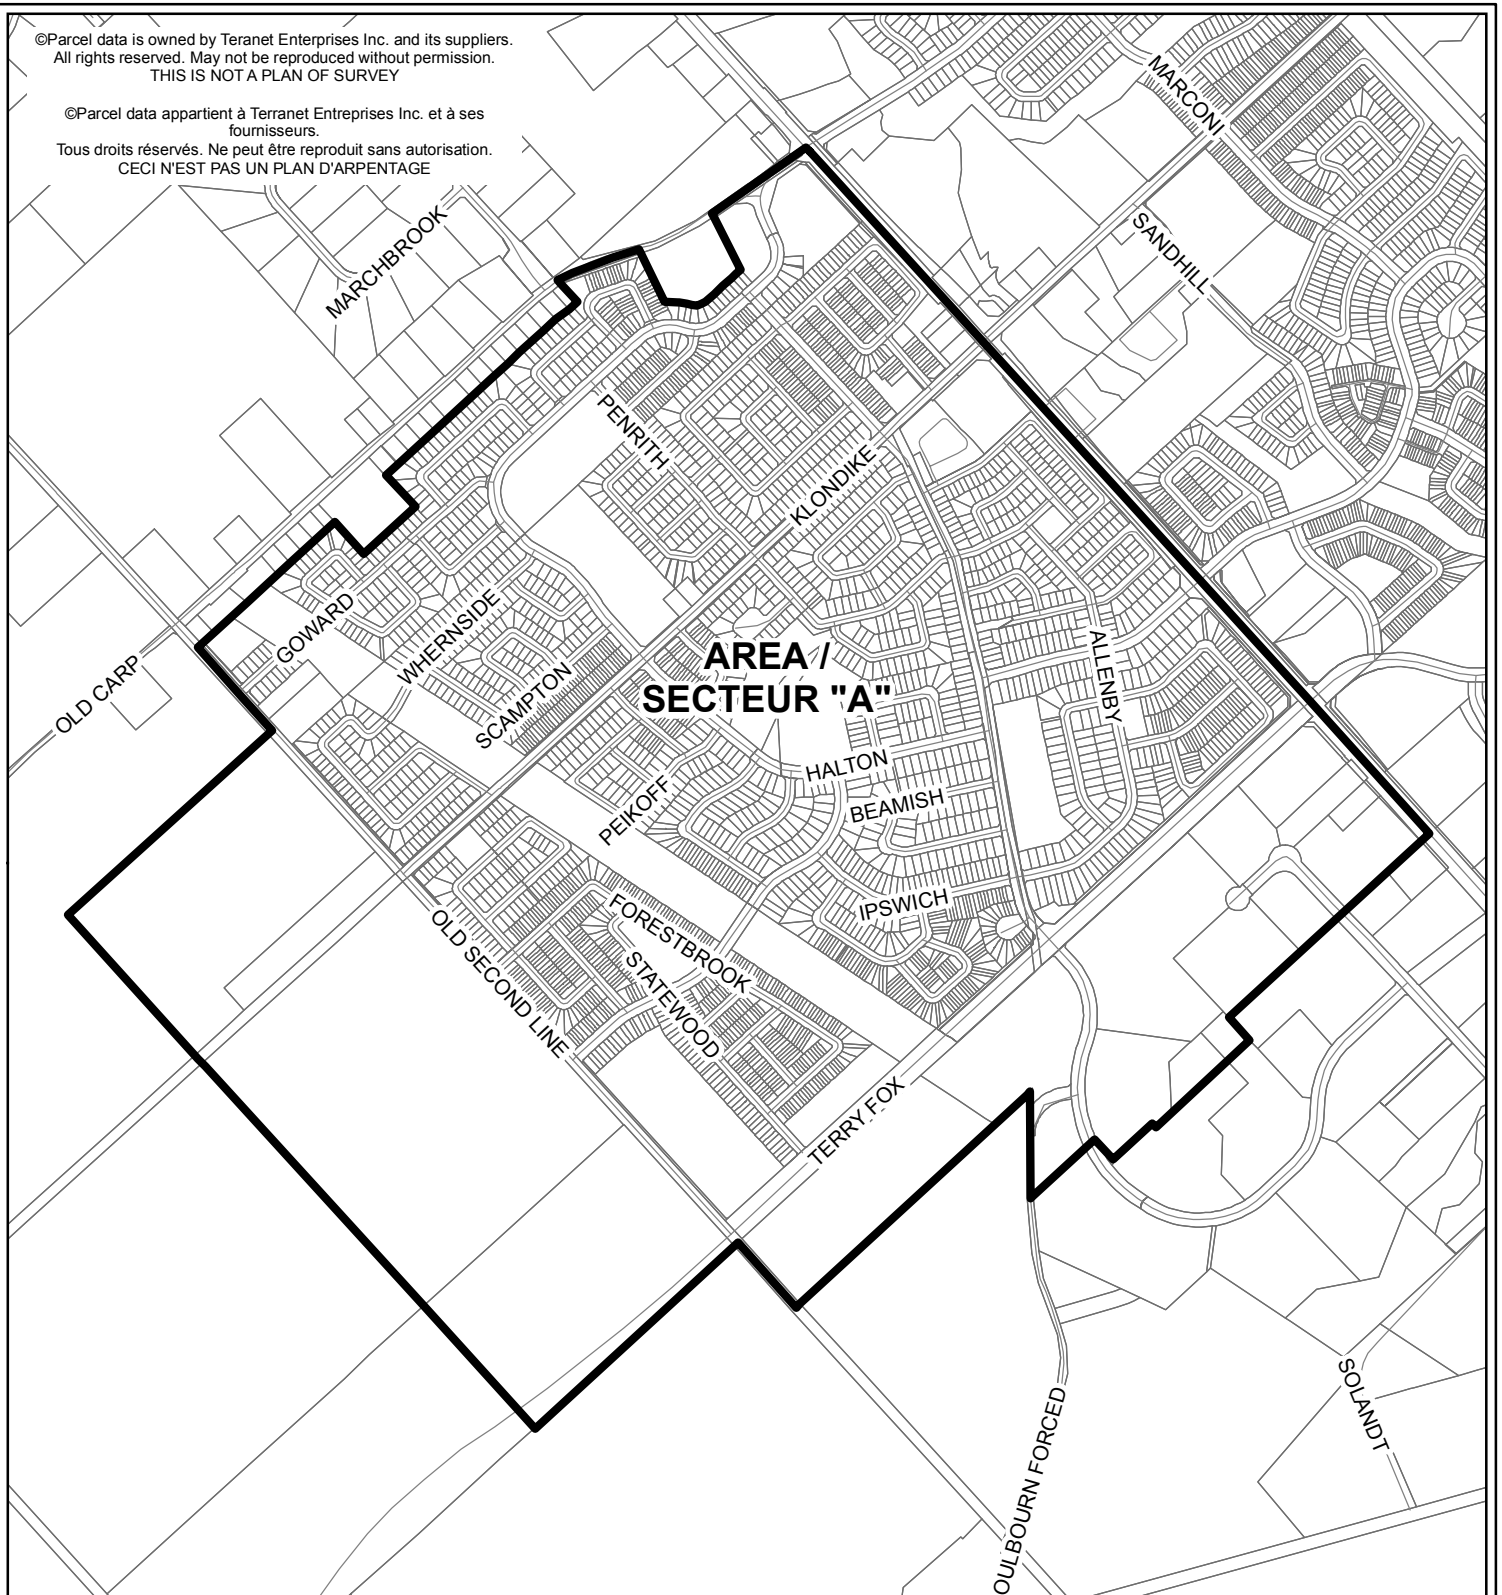 ©Parcel data is owned by Teranet Enterprises Inc. and its suppliers.
All rights reserved. May not be reproduced without permission.
THIS IS NOT A PLAN OF SURVEY
©Parcel data appartient à Terranet Entreprises Inc. et à ses
fournisseurs.
Tous droits réservés. Ne peut être reproduit sans autorisation.
CECI N'EST PAS UN PLAN D'ARPENTAGE
MARCONI
MARCHBROOK
SANDHILL
PENRITH
KLONDIKE
GOWARD
WHERNSIDE
OLD CARP
SCAMPTON
AREA /
SECTEUR "A"
ALLENBY
HALTON
BEAMISH
PEIKOFF
IPSWICH
FORESTBROOK
OLD SECOND LINE
STATEWOOD
TERRY FOX
SOLANDT
OULBOURN FORCED